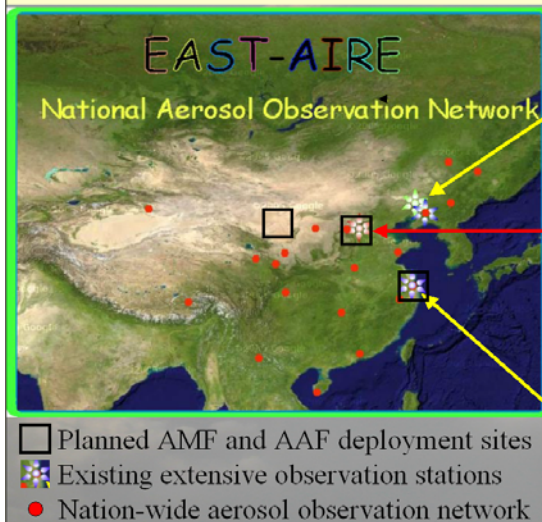 EAST-AIRE
National Aerosol Observation Network
Planned AMF and AAF deployment sites
Existing extensive observation stations
Nation-wide aerosol observation network